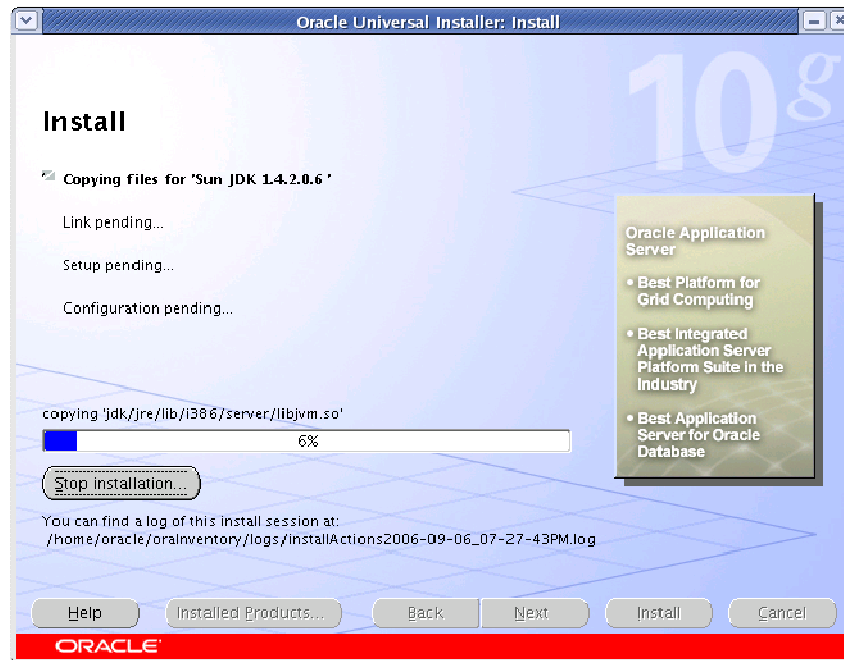 Oracle Universal Installer: Install
10g
Install
Copying files for 'Sun JDK 1.4.2.0.6 '
Link pending...
Setup pending...
Configuration pending...
Oracle Application
Server
• Best Platform for
Grid Computing
• Best Integrated
Application Server
Platform Suite in the
Industry
• Best Application
Server for Oracle
Database
copying 'jdk/jre/lib/i386/server/libjvm.so'
6%
Stop installation...
You can find a log of this install session at:
/home/oracle/oraInventory/logs/installActions2006-09-06_07-27-43PM.log
Help
Installed Products...
Back
Next
Install
Cancel
ORACLE